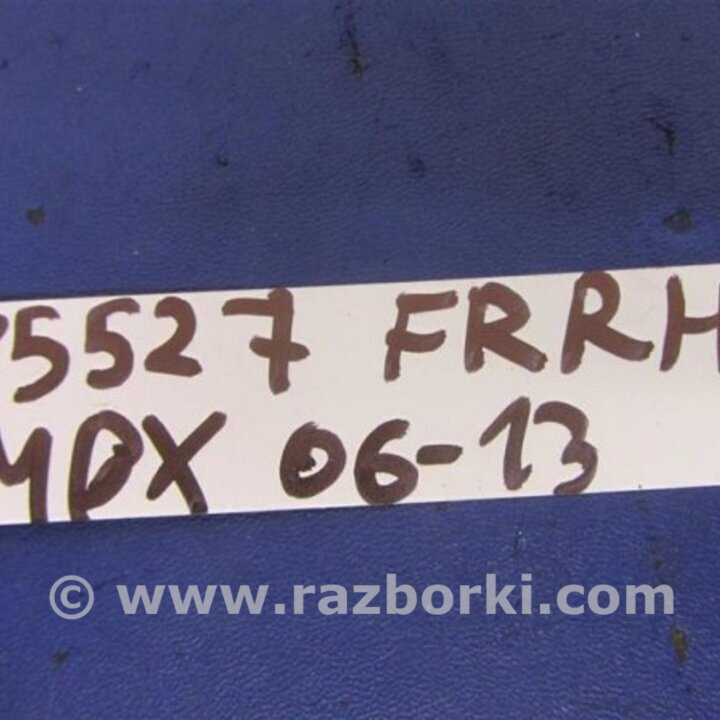 5527 FRRH
MDX 06-13
© www.razborki.com